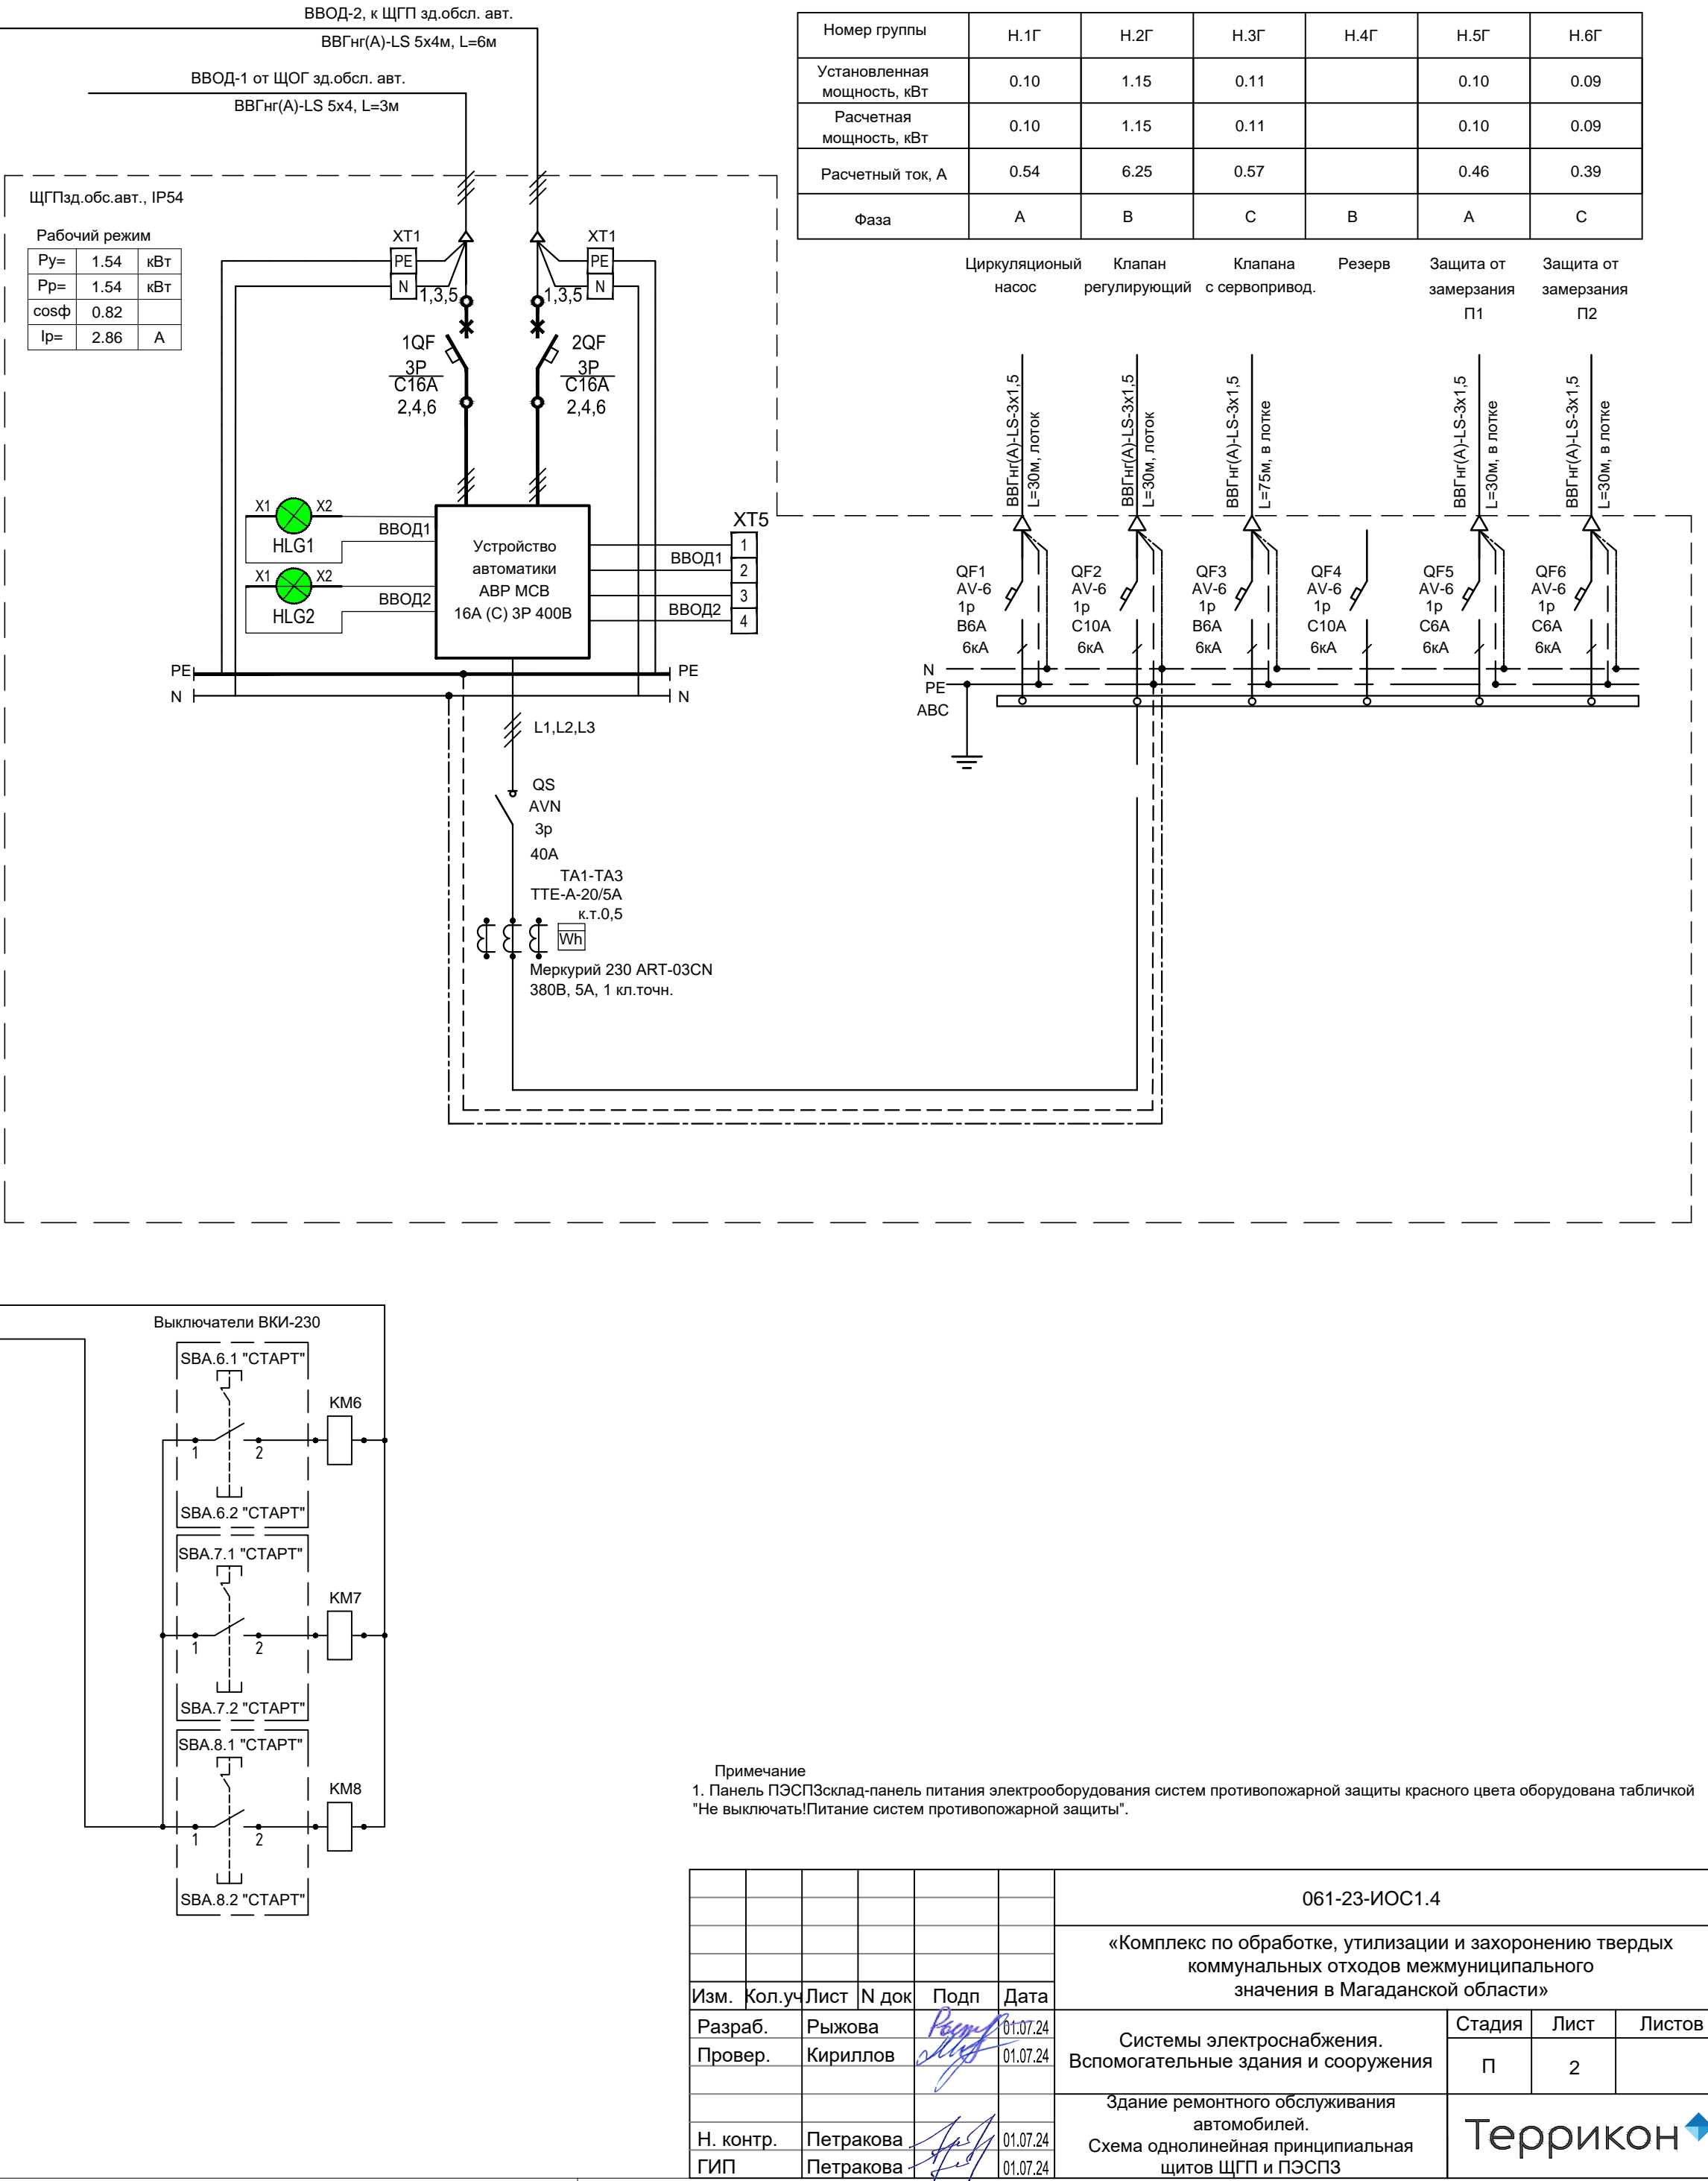 ВВОД-2, к ЩГП зд.обсл. авт.
ВВГнг(А)-LS 5х4м, L=6м
ВВОД-1 от ЩОГ зд.обсл. авт.
ВВГнг(А)-LS 5х4, L=3м
Номер группы Н.1Г Н.2Г Н.3Г Н.4Г Н.5Г Н.6Г
Установленная
мощность, кВт 0.10 1.15 0.11 0.10 0.09
Расчетная
мощность, кВт 0.10 1.15 0.11 0.10 0.09
Расчетный ток, А 0.54 6.25 0.57 0.46 0.39
Фаза А В С В А С
Циркуляционый
насос
Клапан
регулирующий
Клапана
с сервопривод.
Резерв
Защита от
замерзания
П1
Защита от
замерзания
П2
ЩГПзд.обс.авт., IP54
Рабочий режим
Ру= 1.54 кВт
Рр= 1.54 кВт
cosф 0.82
Iр= 2.86 А
XT1
PE
N
1,3,5
XT1
PE
N
1,3,5
1QF
3P
C16A
2,4,6
2QF
3P
C16A
2,4,6
X1 X2
HLG1
ВВОД1
X1 X2
HLG2
ВВОД2
Устройство
автоматики
АВР МСВ
16А (С) 3Р 400В
XT5
ВВОД1
1
2
ВВОД2
3
4
PE PE
N N
L1,L2,L3
QS
AVN
3p
40A
TA1-TA3
TTE-A-20/5A
к.т.0,5
Wh
Меркурий 230 ART-03CN
380В, 5А, 1 кл.точн.
ВВГнг(А)-LS-3х1,5
L=30м, лоток
ВВГнг(А)-LS-3х1,5
L=30м, лоток
ВВГнг(А)-LS-3х1,5
L=75м, в лотке
ВВГнг(А)-LS-3х1,5
L=30м, в лотке
ВВГнг(А)-LS-3х1,5
L=30м, в лотке
QF1
AV-6
1p
B6A
6кА
QF2
AV-6
1p
C10A
6кА
QF3
AV-6
1p
B6A
6кА
QF4
AV-6
1p
C10A
6кА
QF5
AV-6
1p
C6A
6кА
QF6
AV-6
1p
C6A
6кА
N
PE
ABC
Выключатели ВКИ-230
SBA.6.1 "СТАРТ"
KM6
1 2
SBA.6.2 "СТАРТ"
SBA.7.1 "СТАРТ"
KM7
1 2
SBA.7.2 "СТАРТ"
SBA.8.1 "СТАРТ"
KM8
1 2
SBA.8.2 "СТАРТ"
Примечание
1. Панель ПЭСПЗсклад-панель питания электрооборудования систем противопожарной защиты красного цвета оборудована табличкой
"Не выключать!Питание систем противопожарной защиты".
061-23-ИОС1.4
«Комплекс по обработке, утилизации и захоронению твердых
коммунальных отходов межмуниципального
значения в Магаданской области»
Изм. Кол.уч Лист N док Подп Дата
Разраб. Рыжова 01.07.24
Провер. Кириллов 01.07.24
Н. контр. Петракова 01.07.24
ГИП Петракова 01.07.24
Системы электроснабжения.
Вспомогательные здания и сооружения
Стадия Лист Листов
П 2
Здание ремонтного обслуживания
автомобилей.
Схема однолинейная принципиальная
щитов ЩГП и ПЭСПЗ
Террикон